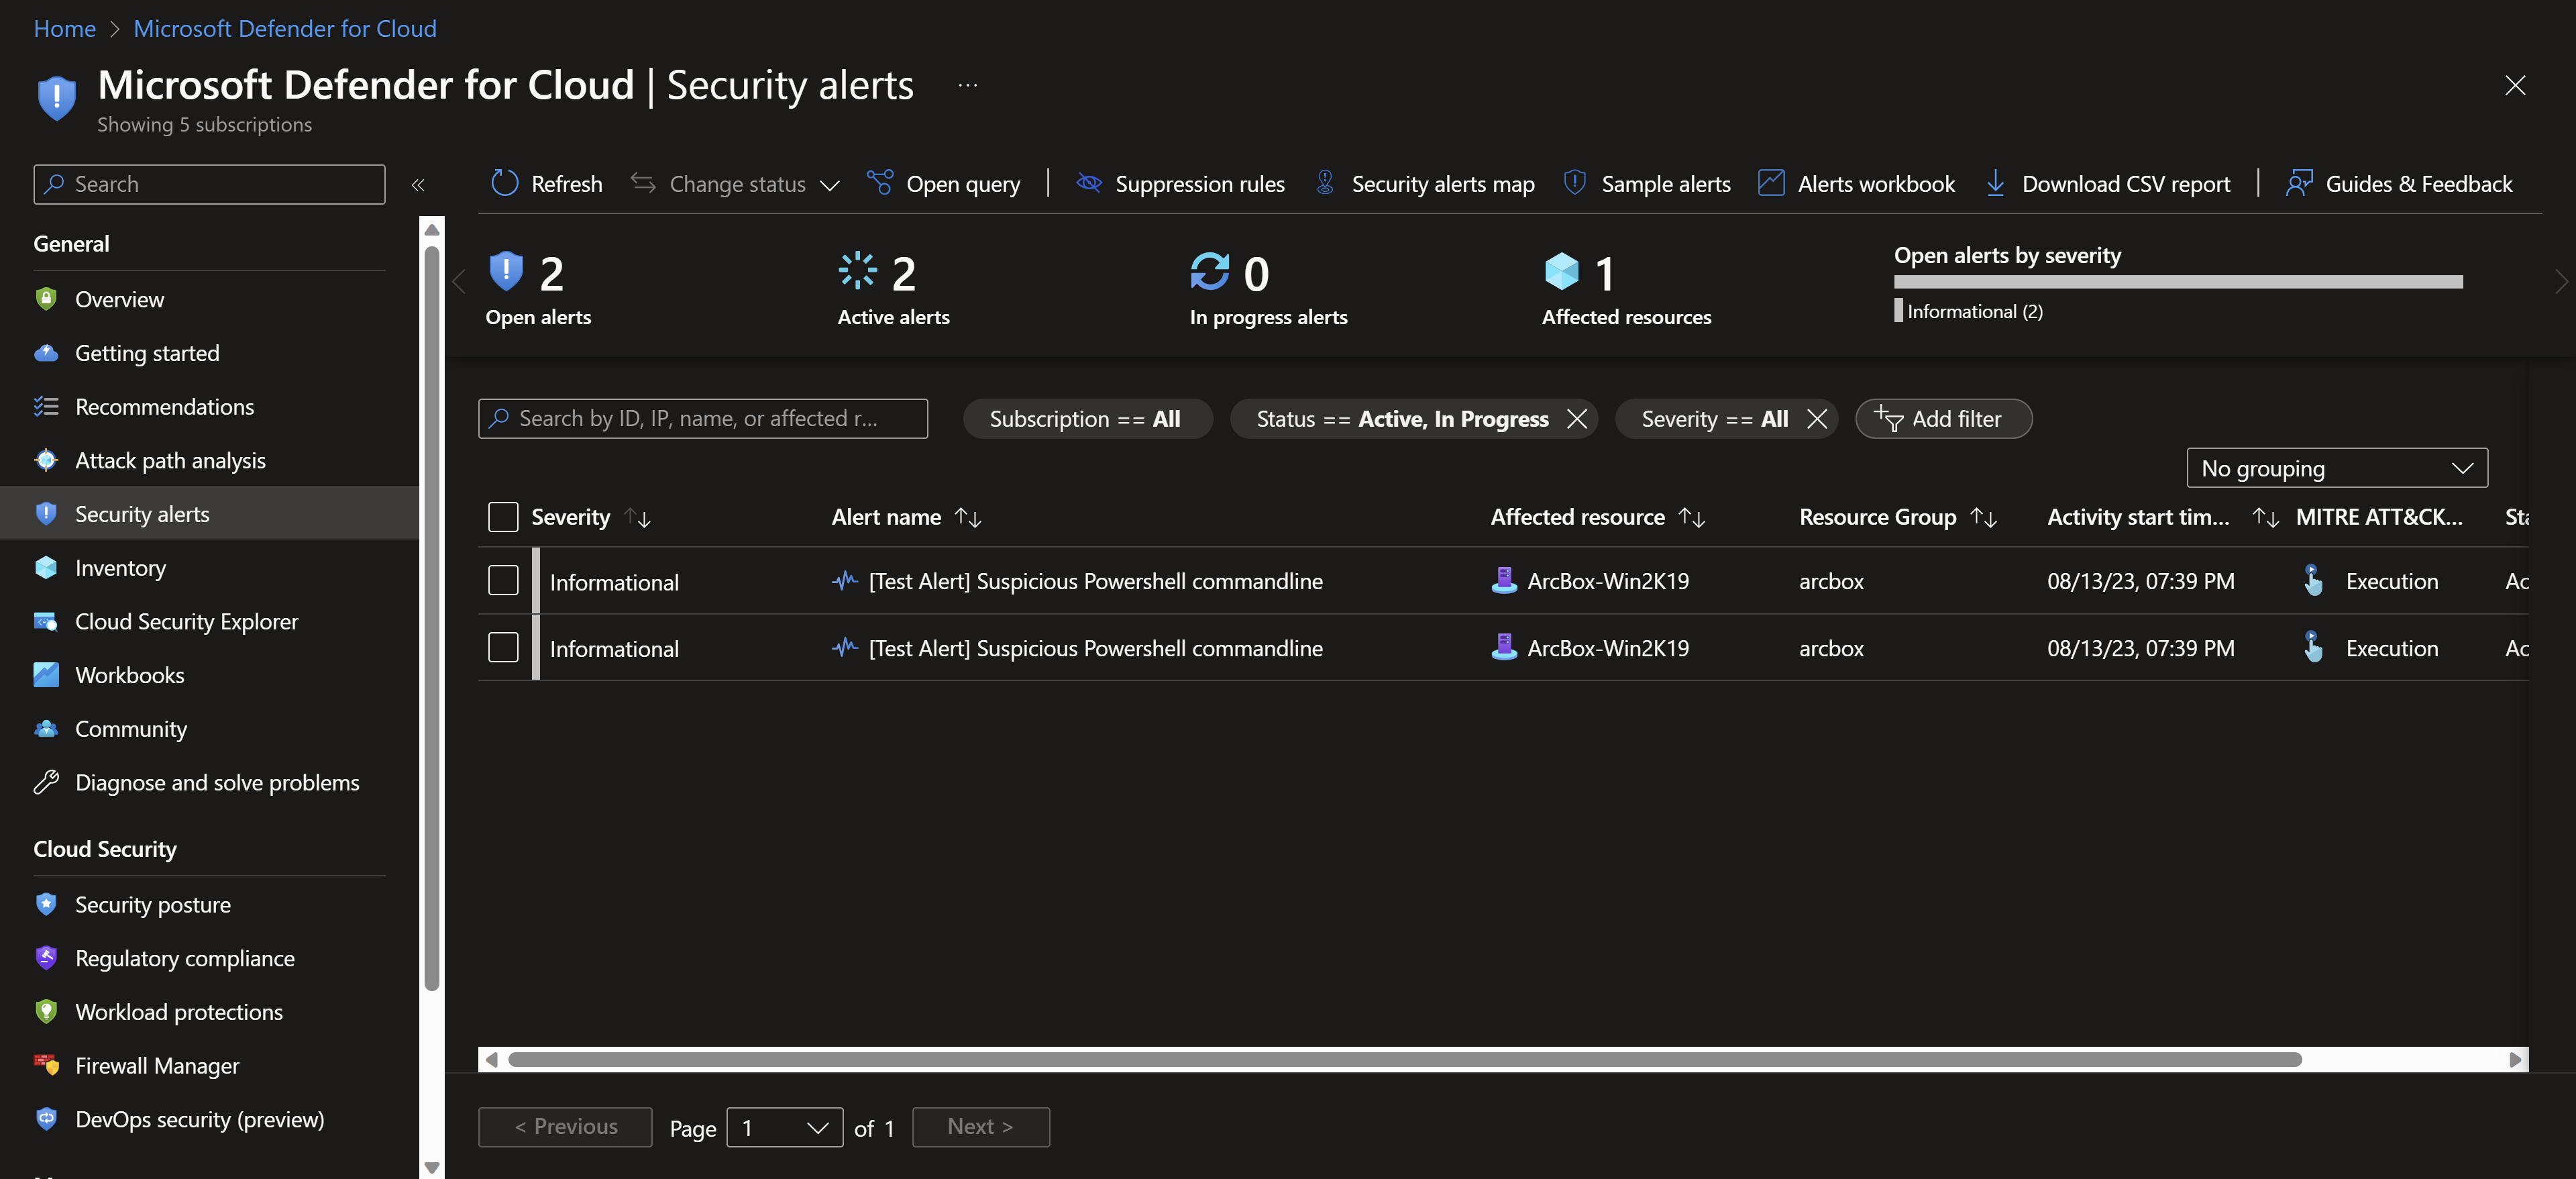 Home > Microsoft Defender for Cloud
Microsoft Defender for Cloud | Security alerts ...
Showing 5 subscriptions
Search
«
General
Overview
Getting started
Recommendations
Attack path analysis
Security alerts
Inventory
Cloud Security Explorer
Workbooks
Community
Diagnose and solve problems
Cloud Security
Security posture
Regulatory compliance
Workload protections
Firewall Manager
DevOps security (preview)
Refresh Change status Open query | Suppression rules Security alerts map Sample alerts Alerts workbook Download CSV report | Guides & Feedback
2
Open alerts
2
Active alerts
0
In progress alerts
1
Affected resources
Open alerts by severity
Informational (2)
Search by ID, IP, name, or affected r...
Subscription == All Status == Active, In Progress Severity == All Add filter
No grouping
Severity Alert name Affected resource Resource Group Activity start tim... MITRE ATT&CK... Sta
Informational [Test Alert] Suspicious Powershell commandline ArcBox-Win2K19 arcbox 08/13/23, 07:39 PM Execution Ac
Informational [Test Alert] Suspicious Powershell commandline ArcBox-Win2K19 arcbox 08/13/23, 07:39 PM Execution Ac
< Previous Page 1 of 1 Next >